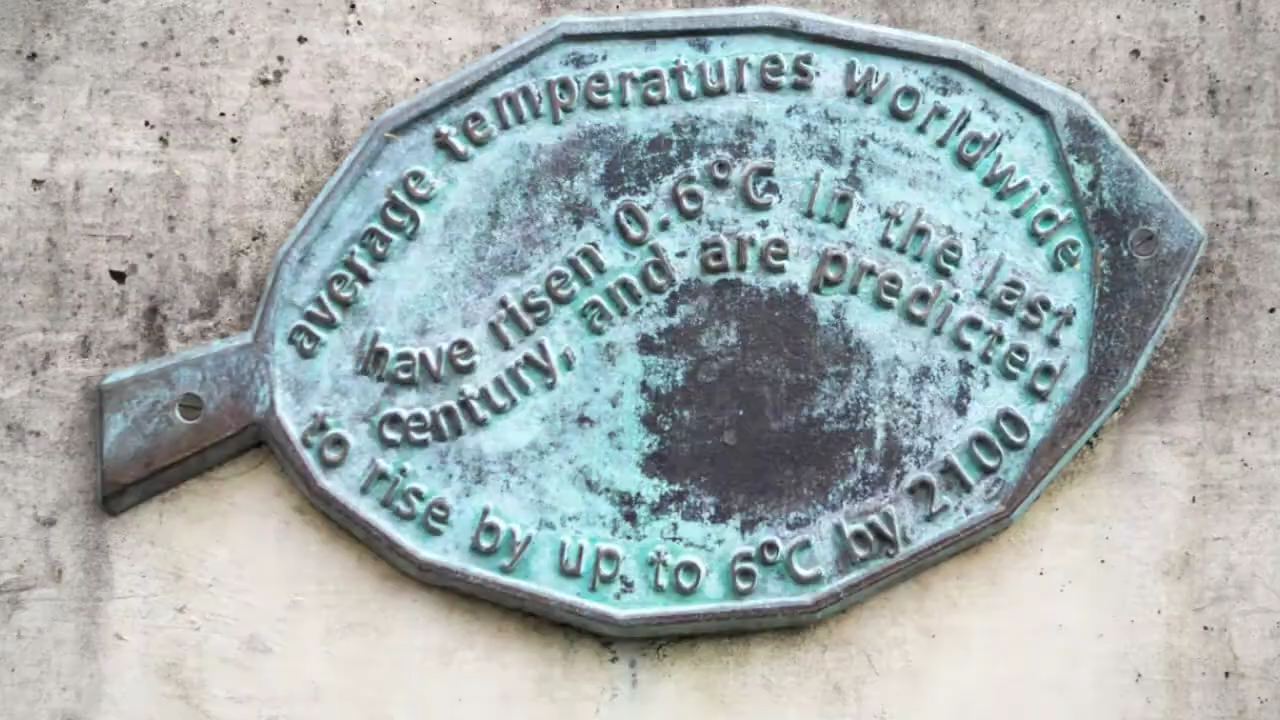 average temperatures worldwide
have risen 0.6°C in the last
century, and are predicted
to rise by up to 6°C by 2100